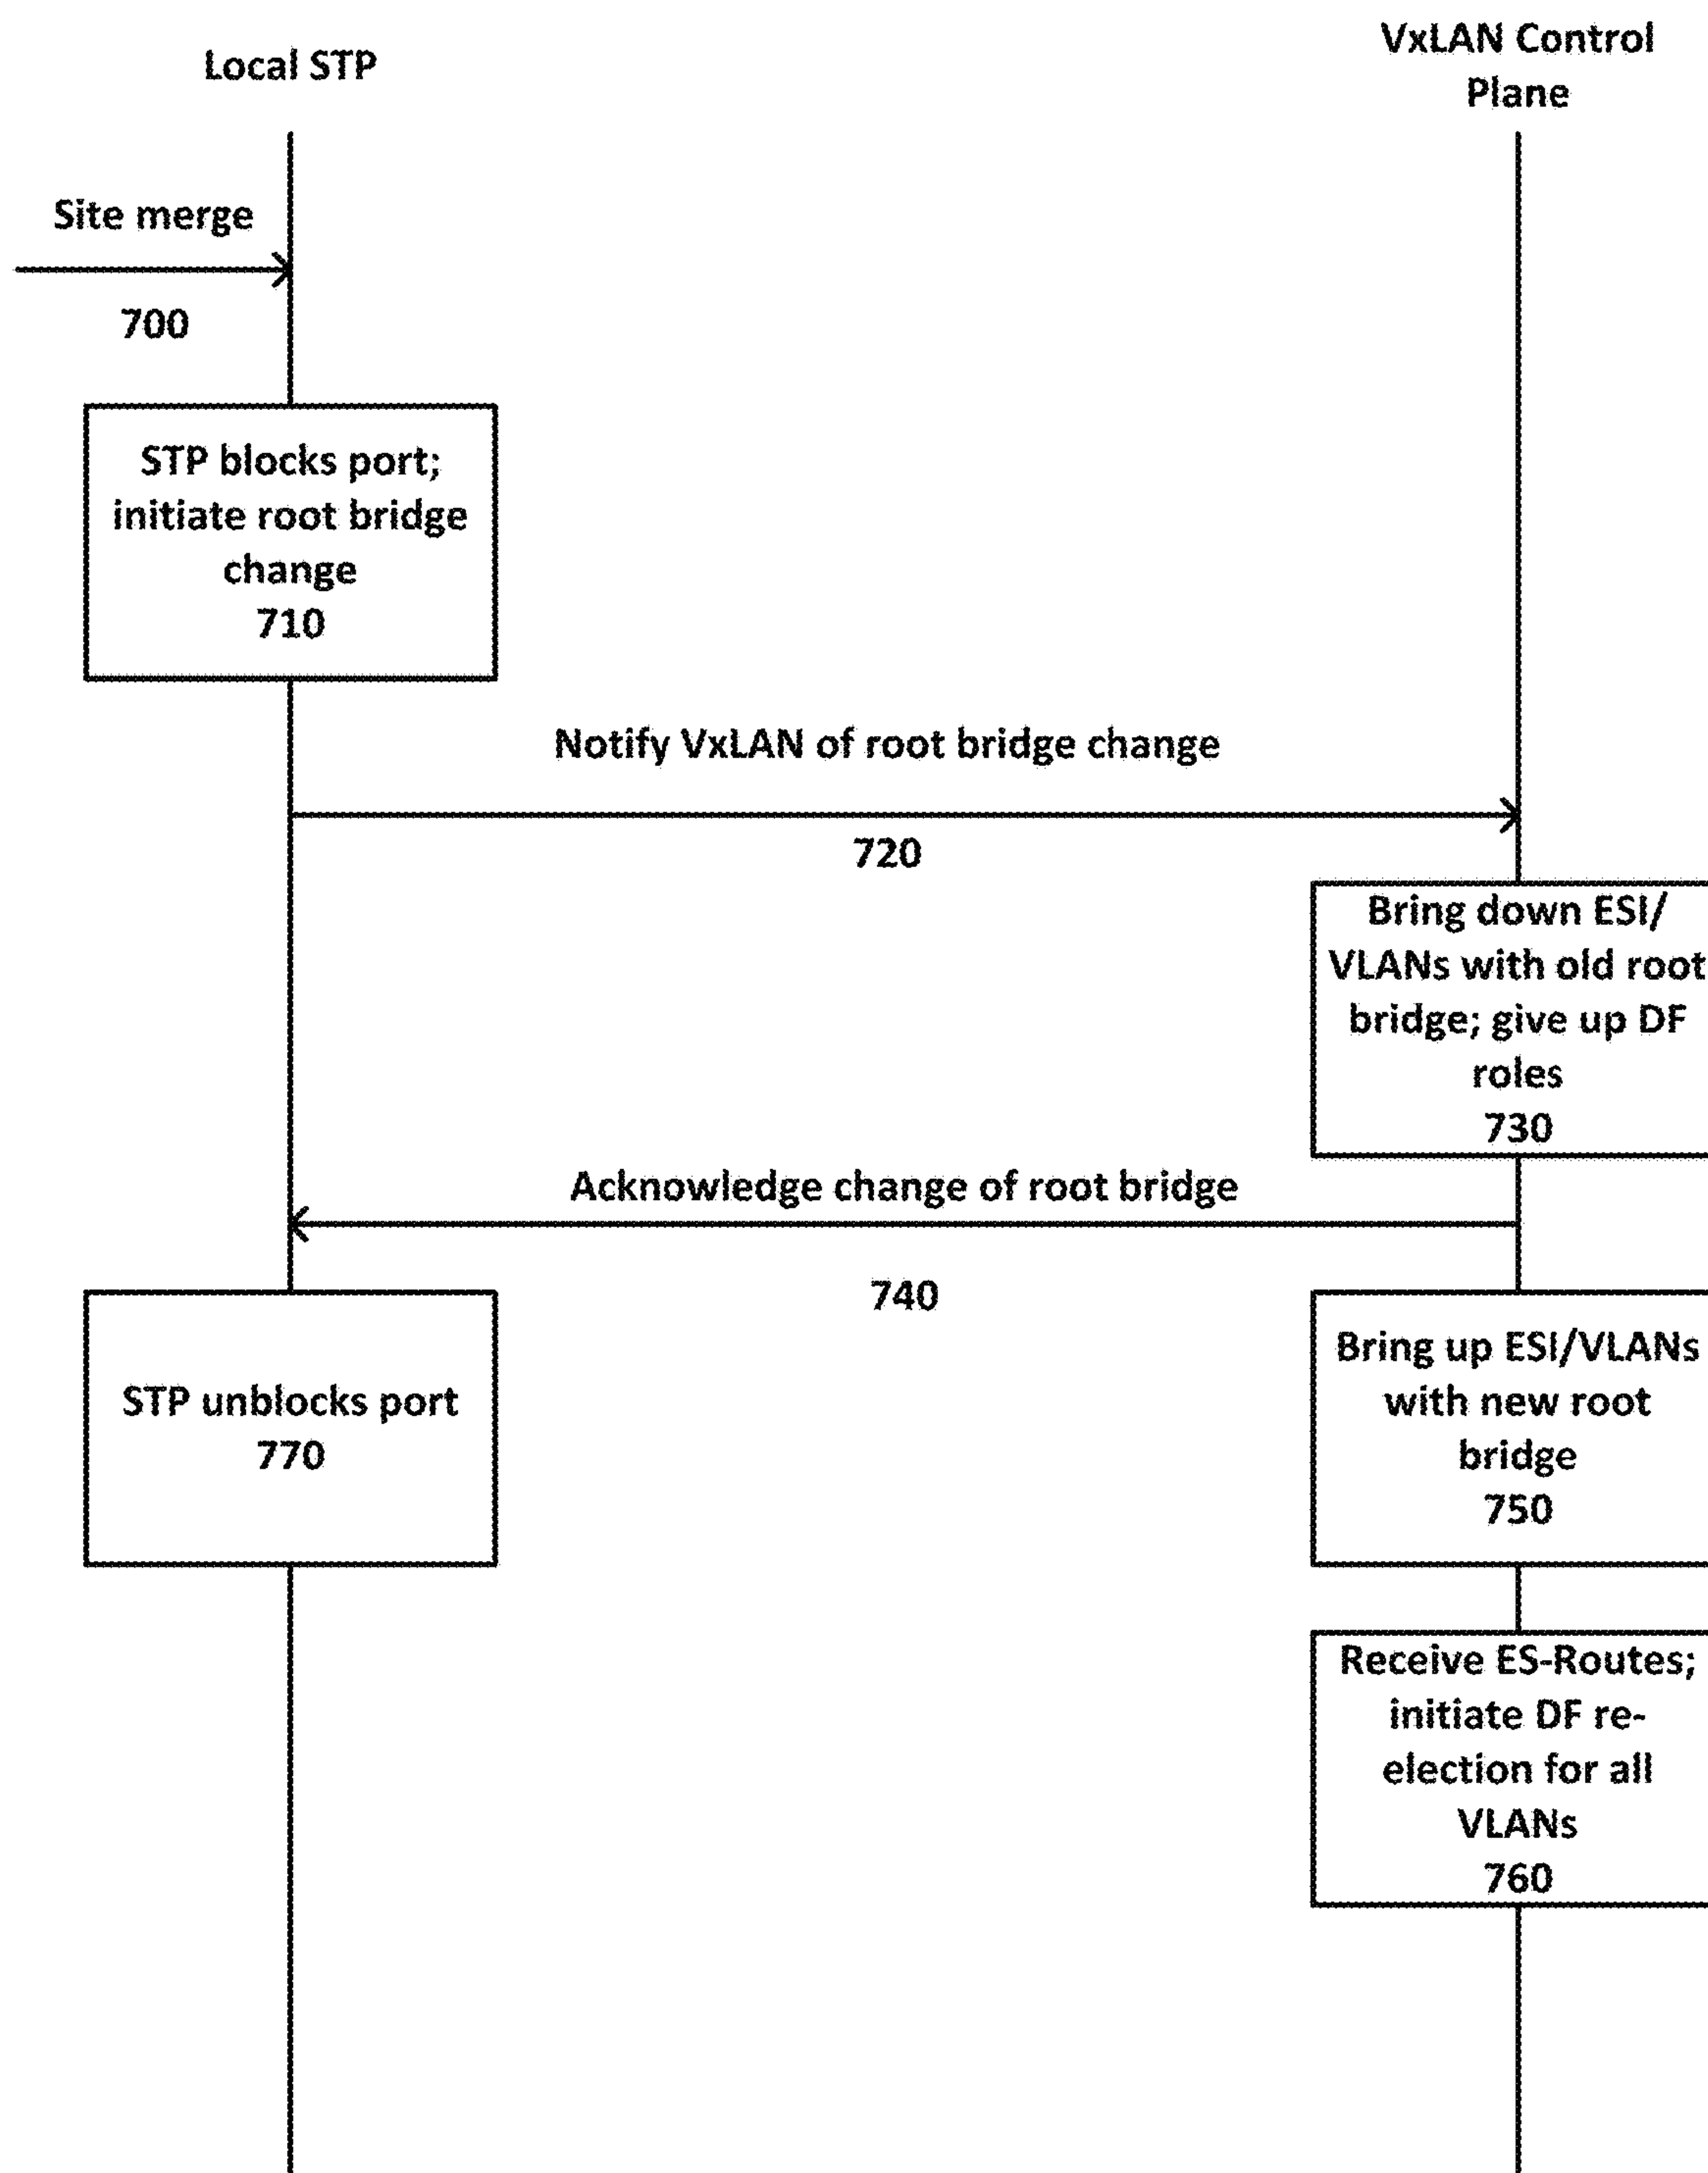 Local STP
VxLAN Control
Plane
Site merge
700
STP blocks port;
initiate root bridge
change
710
Notify VxLAN of root bridge change
720
Bring down ESI/
VLANs with old root
bridge; give up DF
roles
730
Acknowledge change of root bridge
740
STP unblocks port
770
Bring up ESI/VLANs
with new root
bridge
750
Receive ES-Routes;
initiate DF re-
election for all
VLANs
760